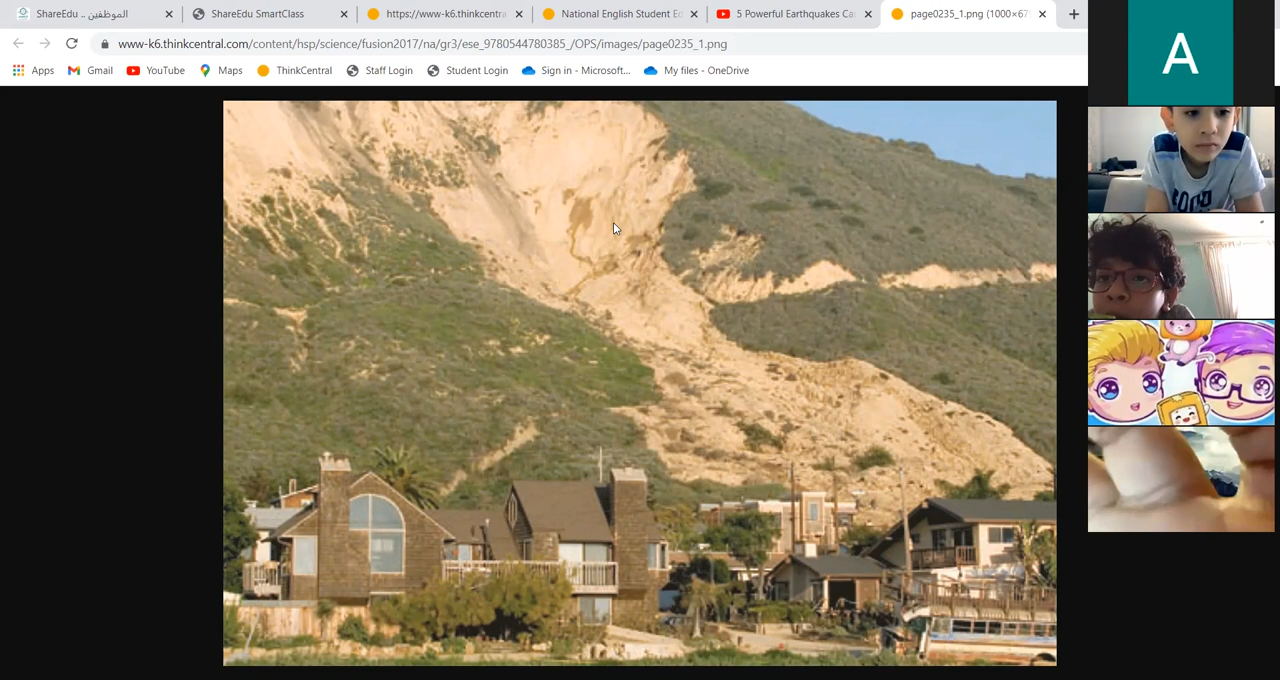 ShareEdu .. الموظفين
ShareEdu SmartClass
https://www-k6.thinkcentra
National English Student Ed
5 Powerful Earthquakes Ca
page0235_1.png (1000×67
www-k6.thinkcentral.com/content/hsp/science/fusion2017/na/gr3/ese_9780544780385_/OPS/images/page0235_1.png
Apps
Gmail
YouTube
Maps
ThinkCentral
Staff Login
Student Login
Sign in - Microsoft...
My files - OneDrive
A